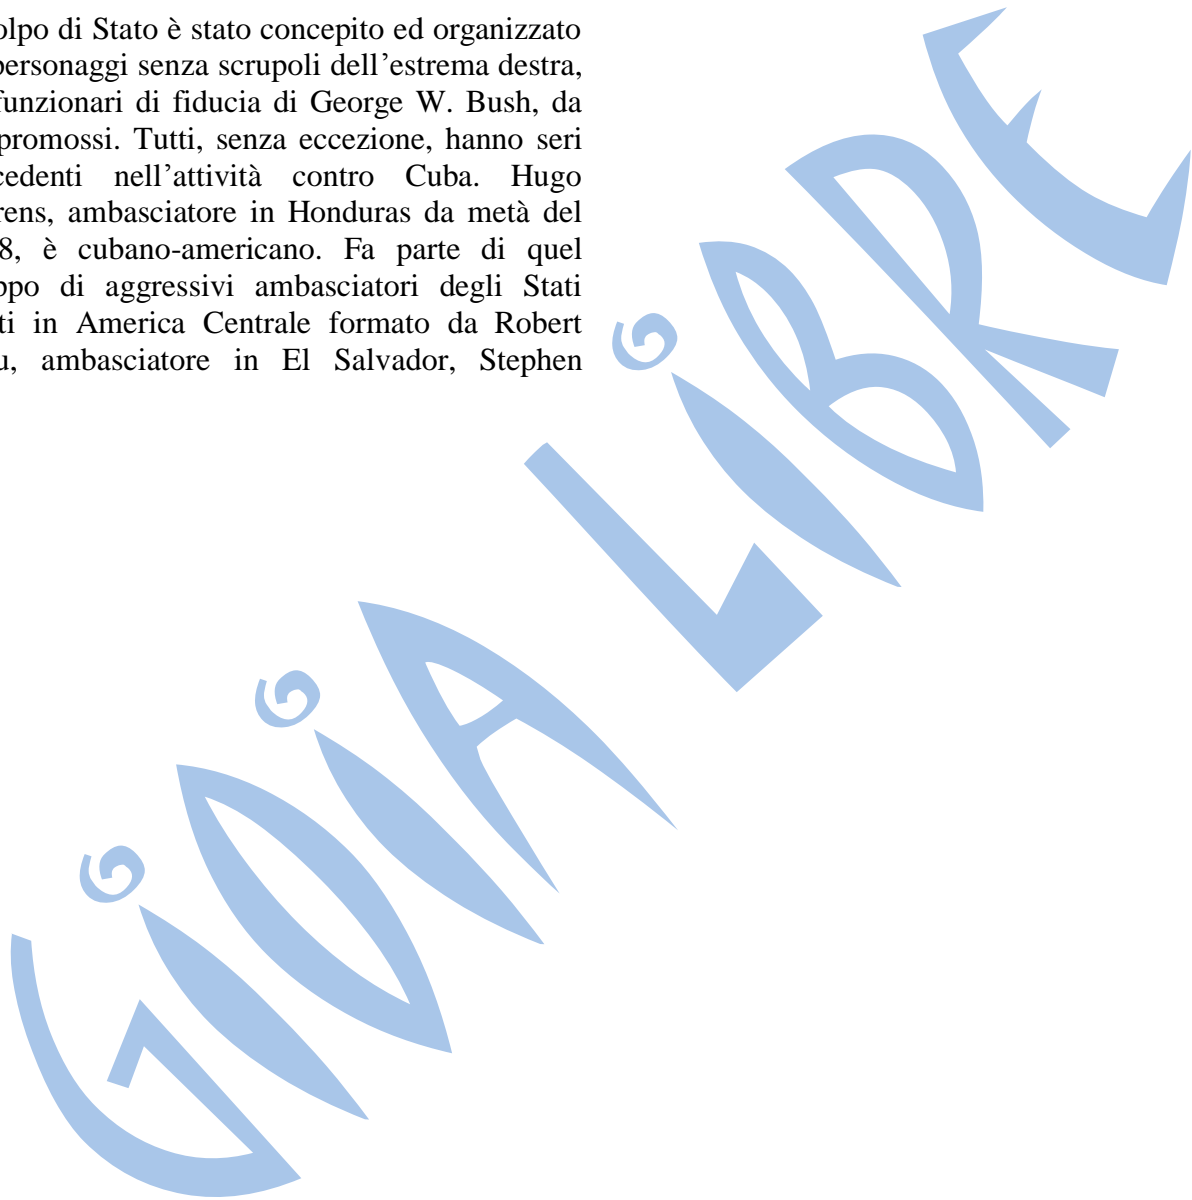 olpo di Stato è stato concepito ed organizzato
personaggi senza scrupoli dell’estrema destra,
funzionari di fiducia di George W. Bush, da
promossi. Tutti, senza eccezione, hanno seri
cedenti nell’attività contro Cuba. Hugo
rens, ambasciatore in Honduras da metà del
8, è cubano-americano. Fa parte di quel
ppo di aggressivi ambasciatori degli Stati
ti in America Centrale formato da Robert
u, ambasciatore in El Salvador, Stephen
GiOiA LiBRE